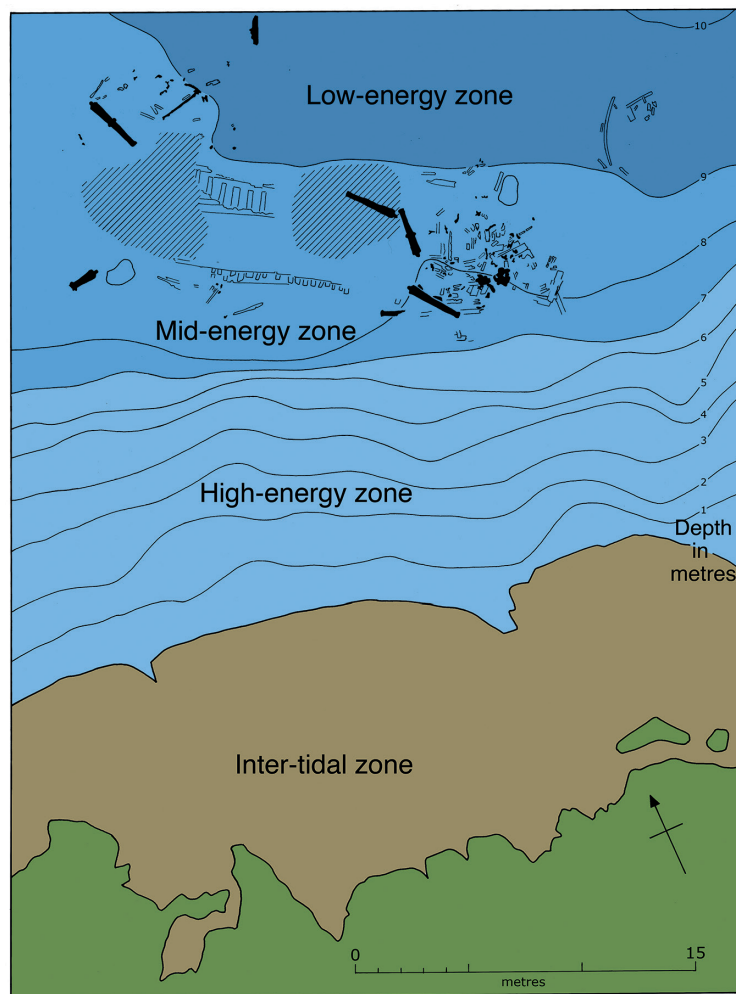 10
Low-energy zone
9
8
7
Mid-energy zone
6
5
4
3
2
High-energy zone
1
Depth
in
metres
Inter-tidal zone
0
15
metres